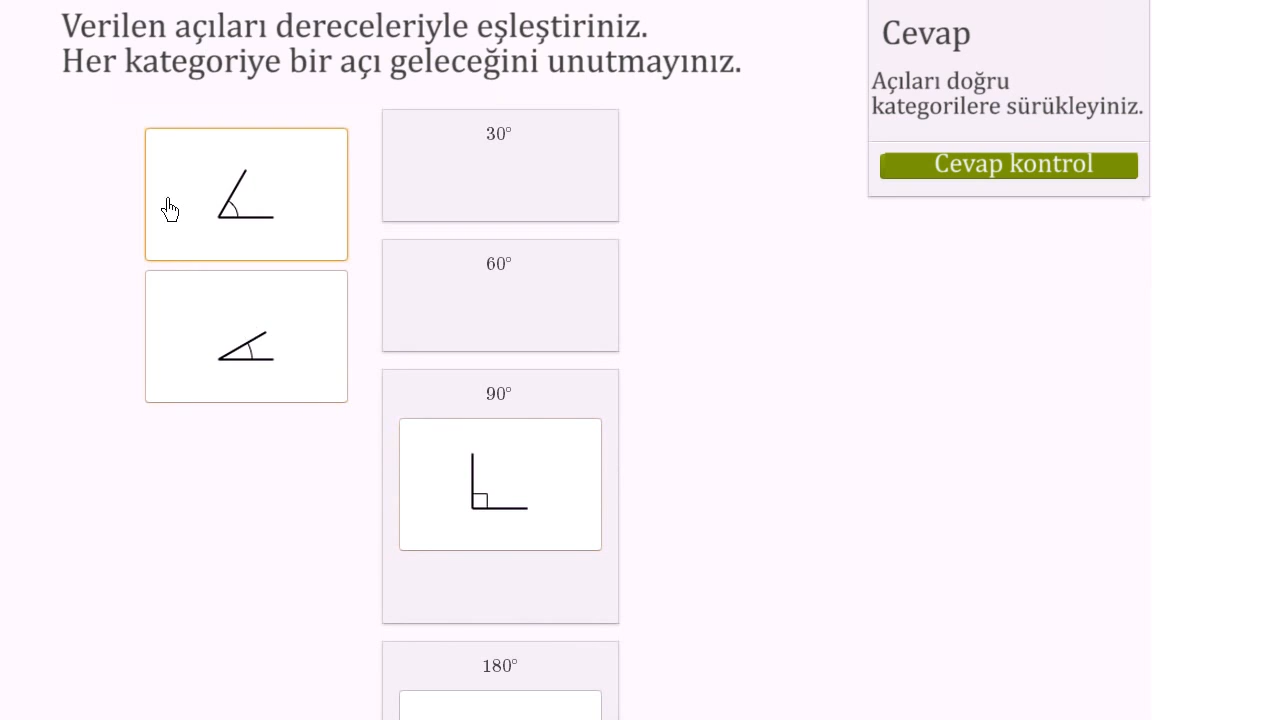 Verilen açıları dereceleriyle eşleştiriniz.
Her kategoriye bir açı geleceğini unutmayınız.
30°
60°
90°
180°
Cevap
Açıları doğru
kategorilere sürükleyiniz.
Cevap kontrol